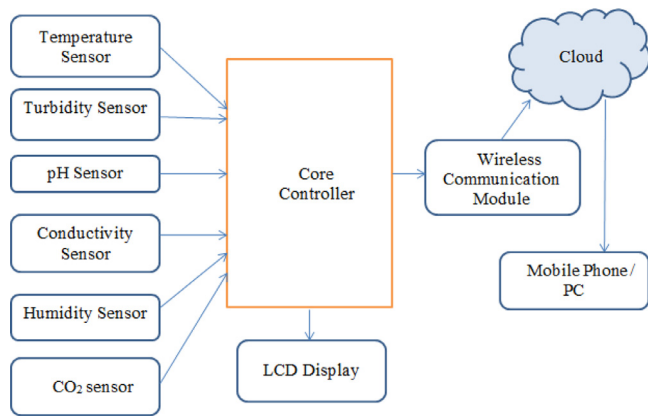 Temperature
Sensor
Turbidity Sensor
pH Sensor
Conductivity
Sensor
Humidity Sensor
CO₂ sensor
Core
Controller
LCD Display
Wireless
Communication
Module
Cloud
Mobile Phone /
PC